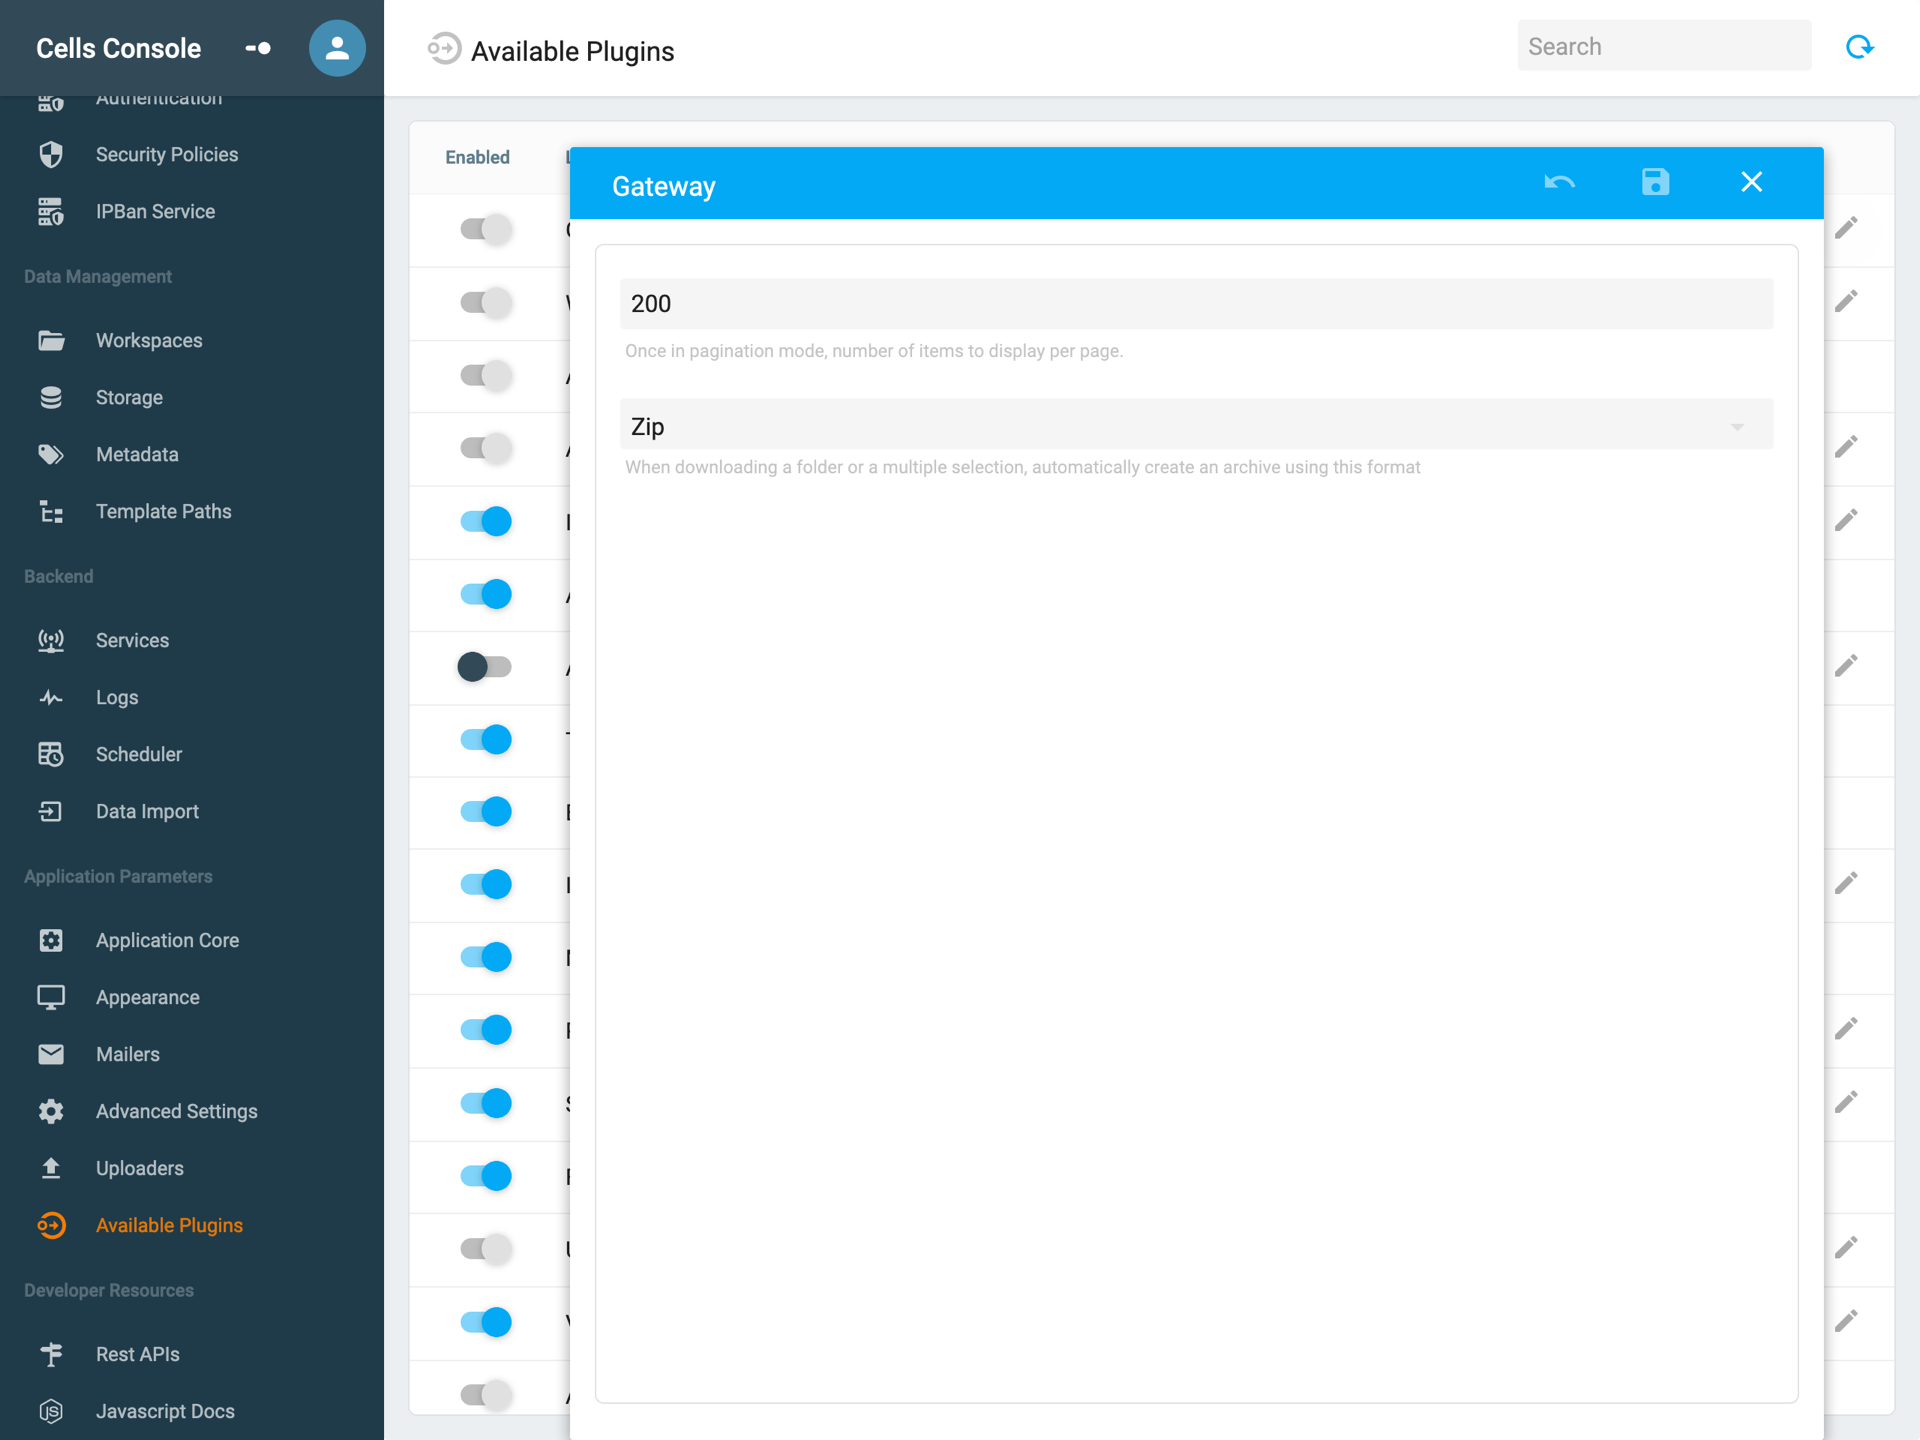 Cells Console
Available Plugins
Search
Authentication
Security Policies
IPBan Service
Data Management
Workspaces
Storage
Metadata
Template Paths
Backend
Services
Logs
Scheduler
Data Import
Application Parameters
Application Core
Appearance
Mailers
Advanced Settings
Uploaders
Available Plugins
Developer Resources
Rest APIs
Javascript Docs
Enabled
Gateway
200
Once in pagination mode, number of items to display per page.
Zip
When downloading a folder or a multiple selection, automatically create an archive using this format